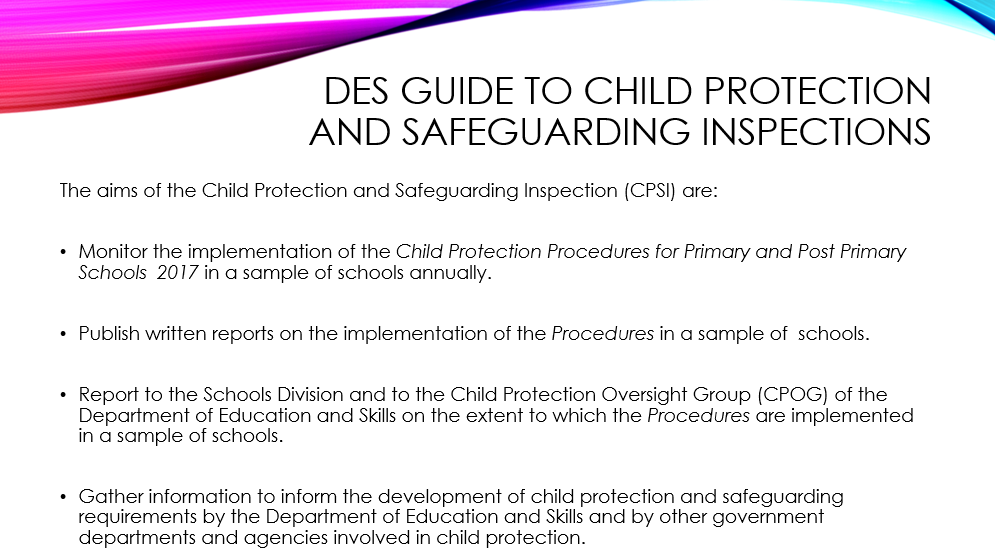 DES GUIDE TO CHILD PROTECTION
AND SAFEGUARDING INSPECTIONS
The aims of the Child Protection and Safeguarding Inspection (CPSI) are:
• Monitor the implementation of the Child Protection Procedures for Primary and Post Primary
Schools  2017 in a sample of schools annually.
• Publish written reports on the implementation of the Procedures in a sample of  schools.
• Report to the Schools Division and to the Child Protection Oversight Group (CPOG) of the
Department of Education and Skills on the extent to which the Procedures are implemented
in a sample of schools.
• Gather information to inform the development of child protection and safeguarding
requirements by the Department of Education and Skills and by other government
departments and agencies involved in child protection.